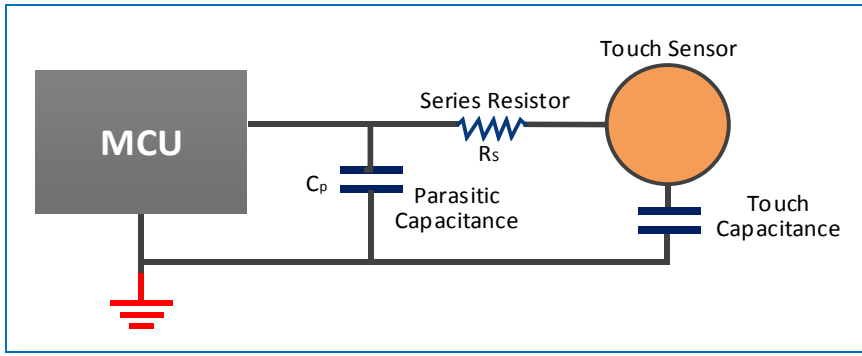 Touch Sensor
Series Resistor
MCU
Rs
Cp
Parasitic
Capacitance
Touch
Capacitance